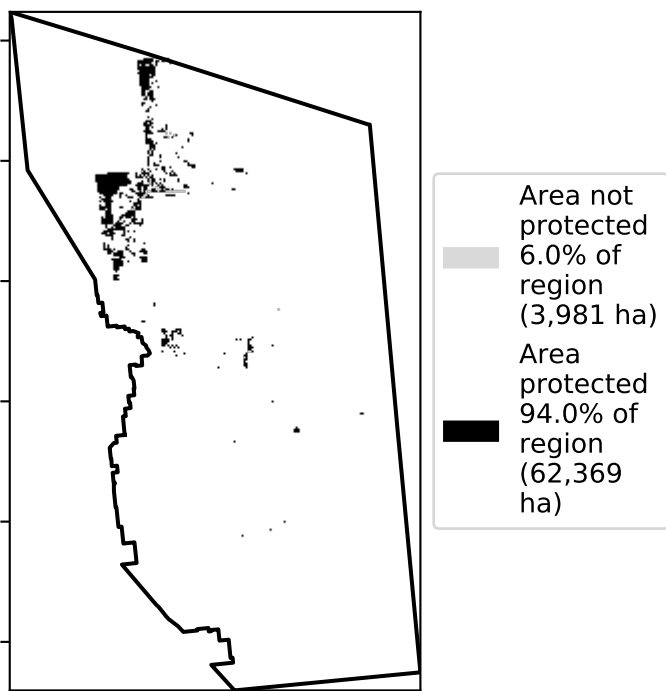 Area not
protected
6.0% of
region
(3,981 ha)
Area
protected
94.0% of
region
(62,369
ha)